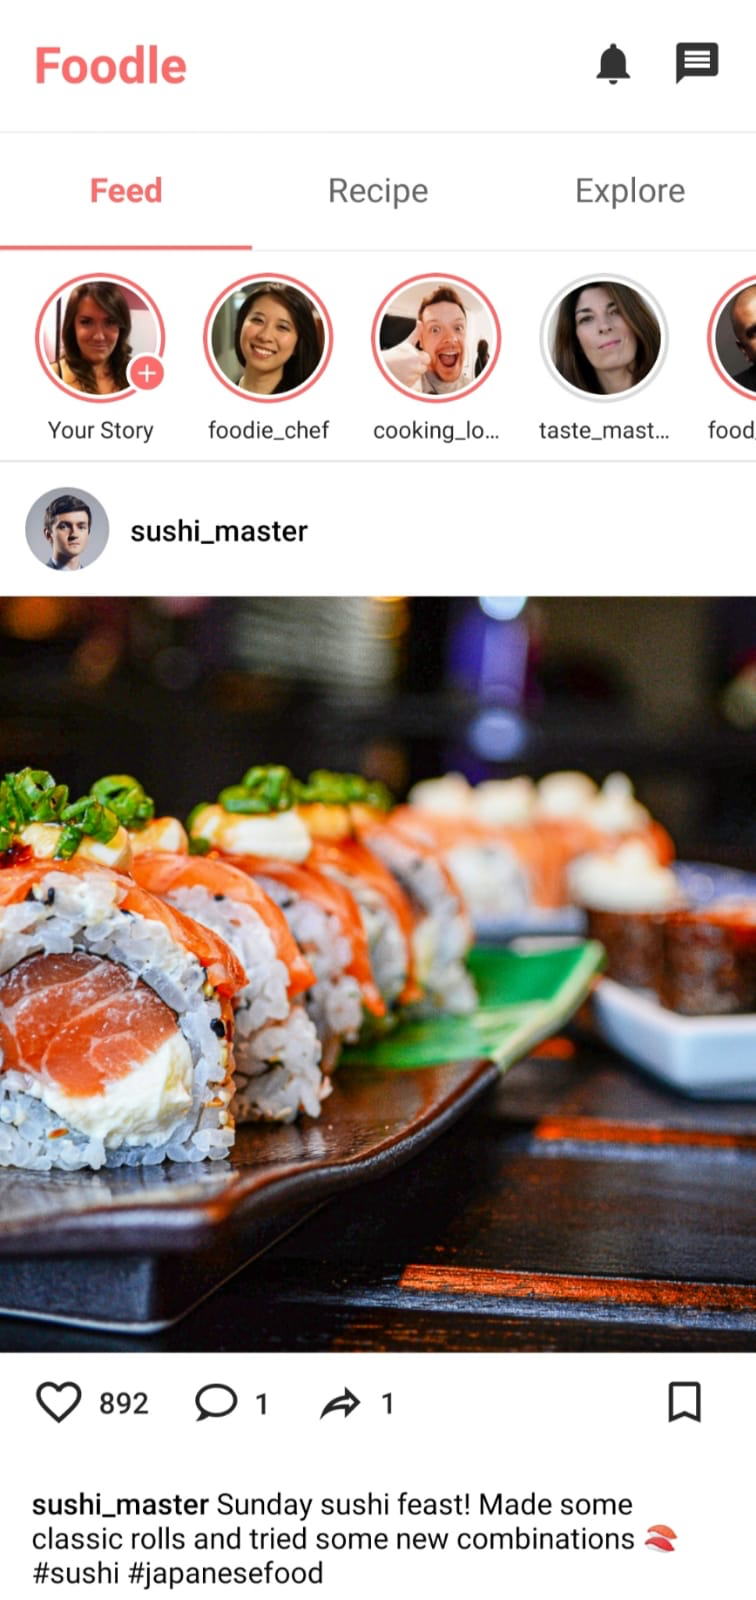 Foodle
Feed Recipe Explore
Your Story foodie_chef cooking_lo... taste_mast... food
sushi_master
892 1 1
sushi_master Sunday sushi feast! Made some
classic rolls and tried some new combinations 🍣
#sushi #japanesefood